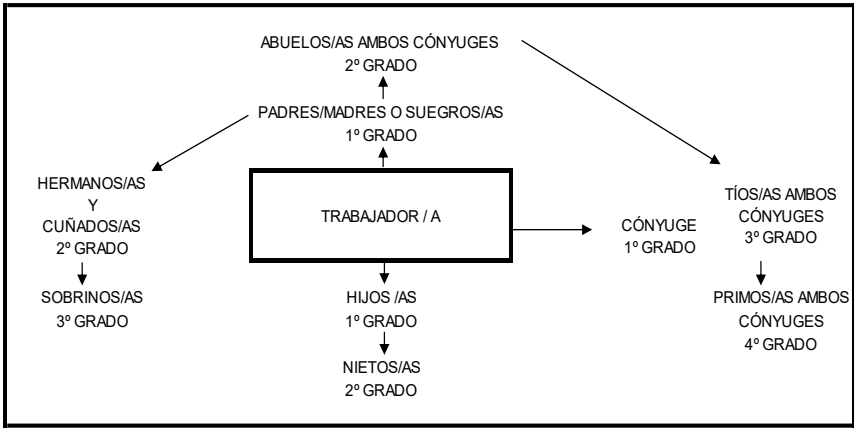 ABUELOS/AS AMBOS CÓNYUGES
2º GRADO
PADRES/MADRES O SUEGROS/AS
1º GRADO
HERMANOS/AS
Y
CUÑADOS/AS
2º GRADO
SOBRINOS/AS
3º GRADO
TRABAJADOR / A
HIJOS /AS
1º GRADO
NIETOS/AS
2º GRADO
CÓNYUGE
1º GRADO
TÍOS/AS AMBOS
CÓNYUGES
3º GRADO
PRIMOS/AS AMBOS
CÓNYUGES
4º GRADO